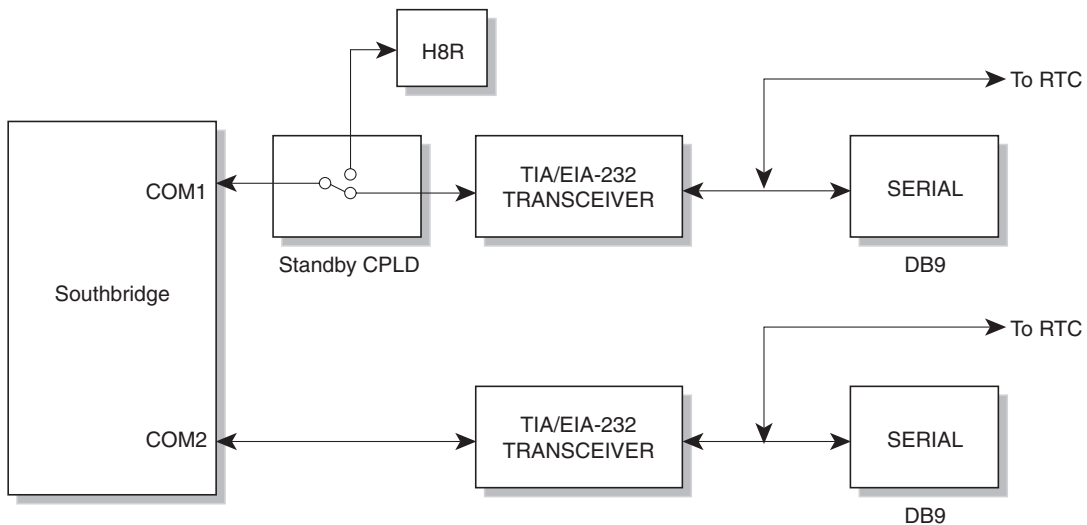 H8R
To RTC
COM1
TIA/EIA-232
TRANSCEIVER
SERIAL
Standby CPLD
DB9
Southbridge
To RTC
COM2
TIA/EIA-232
TRANSCEIVER
SERIAL
DB9